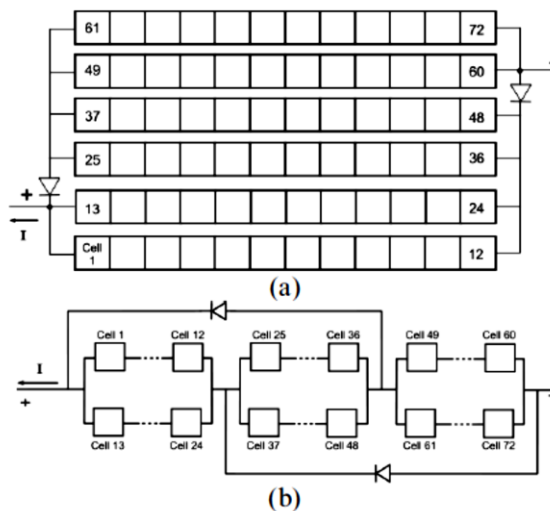 61 72
49 60
37 48
25 36
+
13 24
I
Cell
1
12
(a)
Cell 1 Cell 12 Cell 25 Cell 36 Cell 49 Cell 60
I
+
Cell 13 Cell 24 Cell 37 Cell 48 Cell 61 Cell 72
(b)